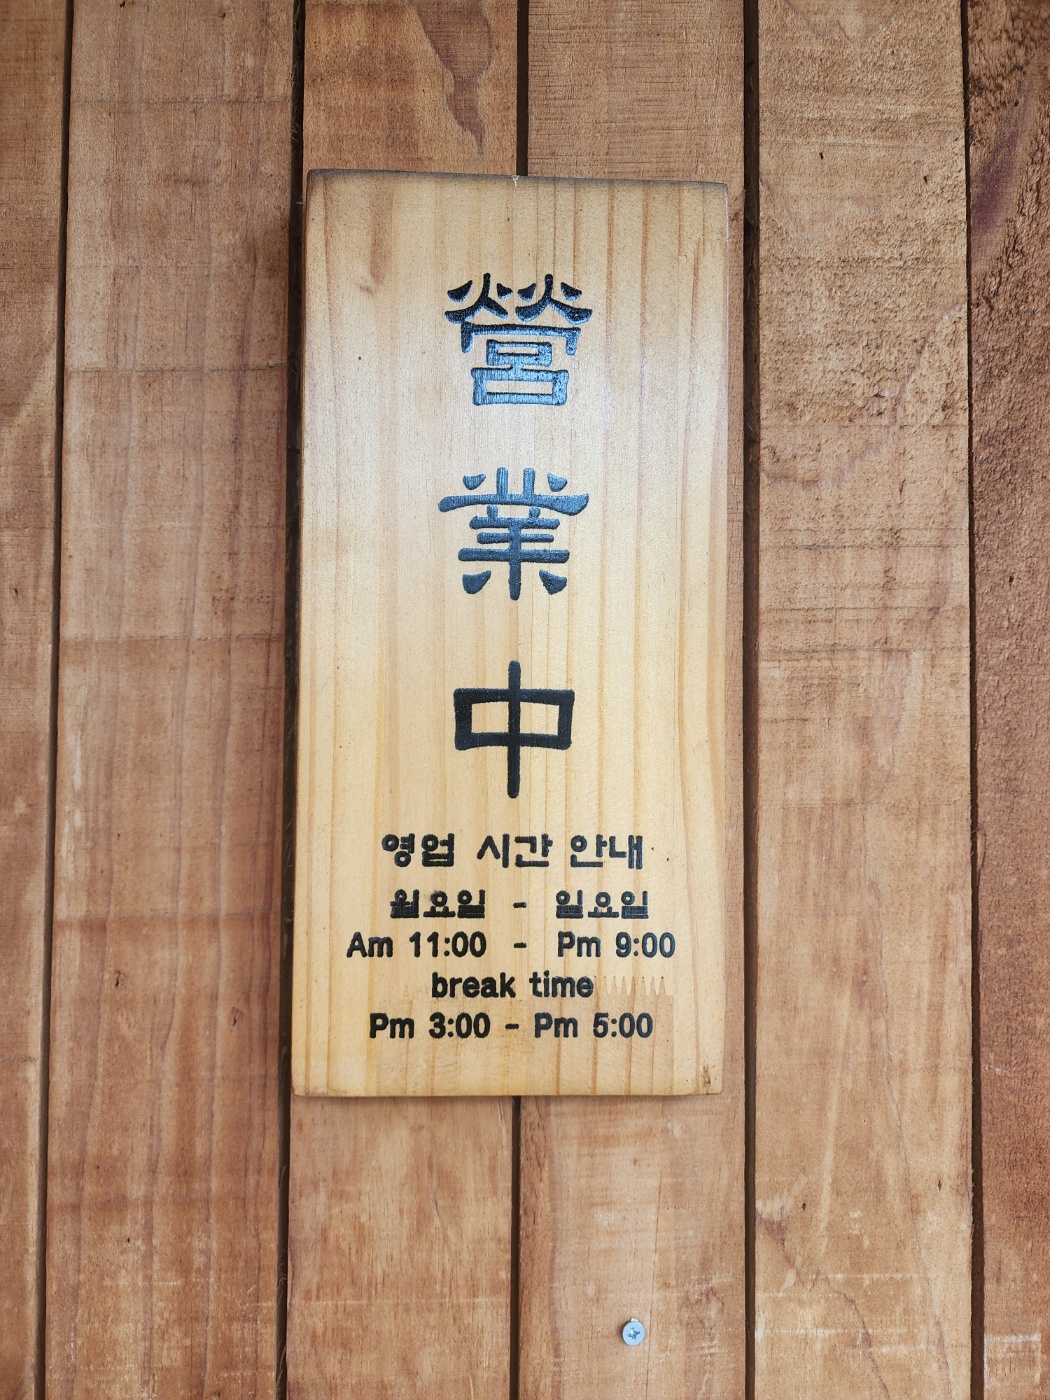 營業中
영업 시간 안내
월요일 - 일요일
Am 11:00 - Pm 9:00
break time
Pm 3:00 - Pm 5:00